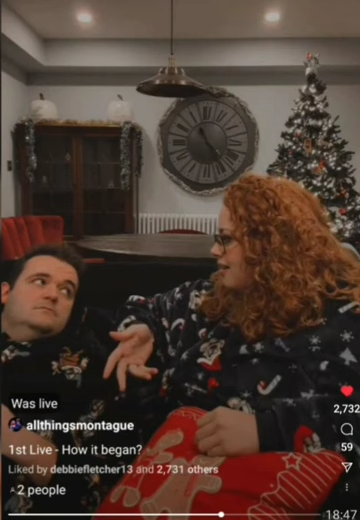 Was live
allthingsmontague
2,732
1st Live - How it began?
59
Liked by debbiefletcher13 and 2,731 others
2 people
18:47